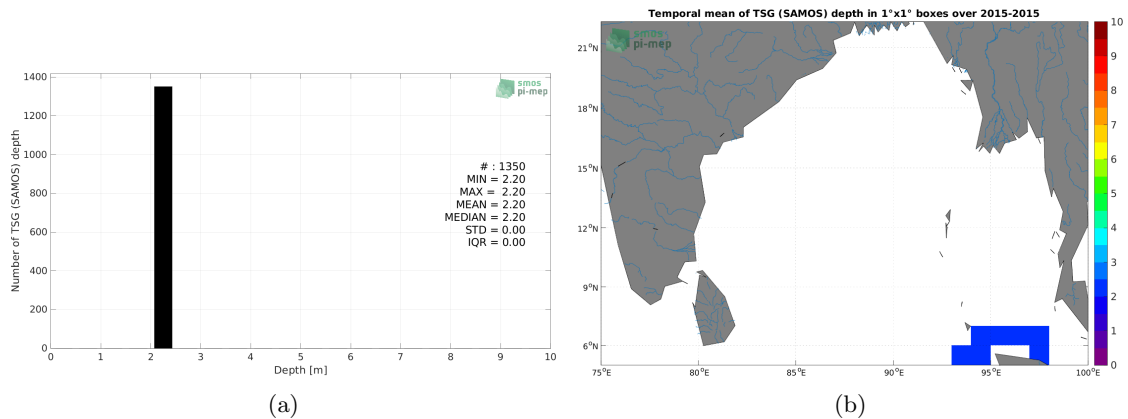 1400
1200
1000
800
600
400
200
0
Number of TSG (SAMOS) depth
smos
pi-mep
# : 1350
MIN = 2.20
MAX = 2.20
MEAN = 2.20
MEDIAN = 2.20
STD = 0.00
IQR = 0.00
0 1 2 3 4 5 6 7 8 9 10
Depth [m]
(a)
Temporal mean of TSG (SAMOS) depth in 1°x1° boxes over 2015-2015
smos
pi-mep
21°N
18°N
15°N
12°N
9°N
6°N
75°E 80°E 85°E 90°E 95°E 100°E
10
9
8
7
6
5
4
3
2
1
0
(b)